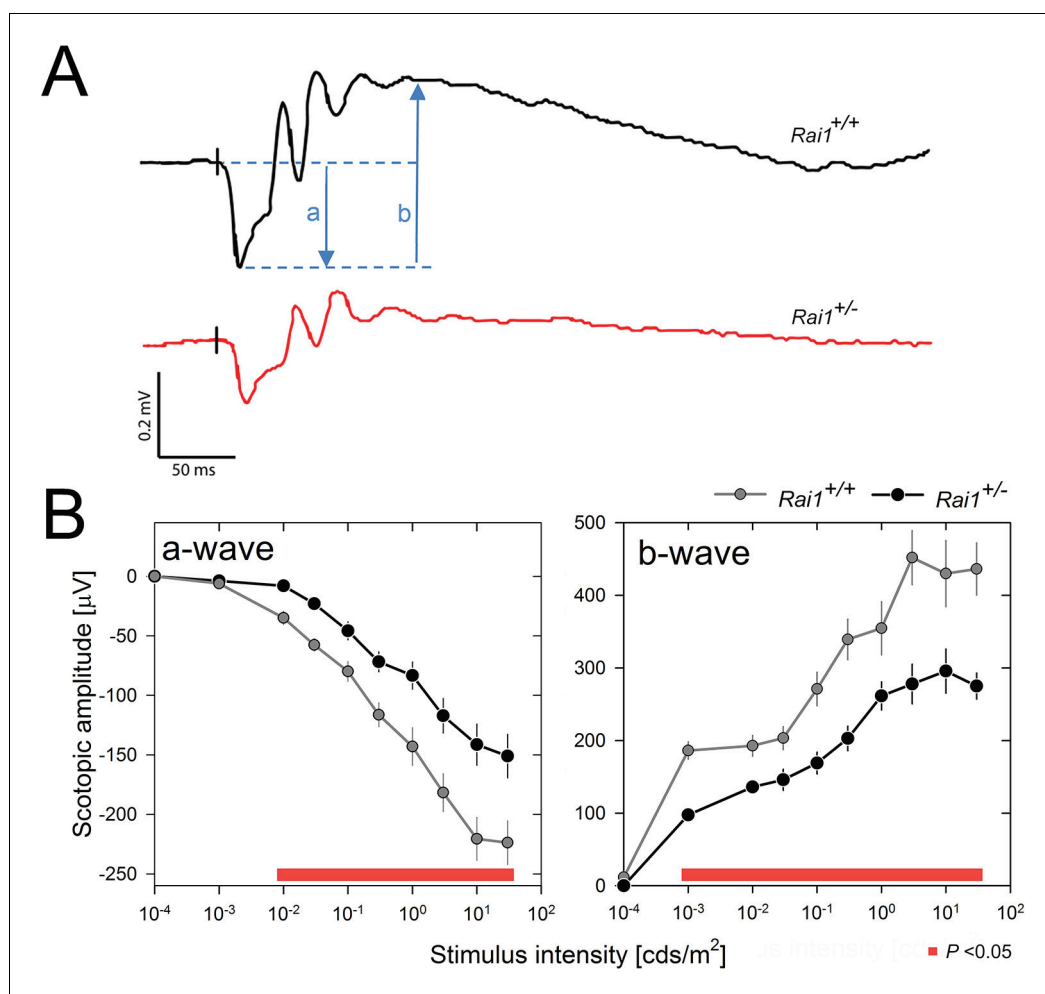 A
Rai1+/+
a
b
Rai1+/-
0.2 mV
50 ms
B
Rai1+/+ Rai1+/-
a-wave
b-wave
Scotopic amplitude [µV]
0
-50
-100
-150
-200
-250
500
400
300
200
100
0
10-4 10-3 10-2 10-1 100 101 102
10-4 10-3 10-2 10-1 100 101 102
Stimulus intensity [cds/m2]
P <0.05